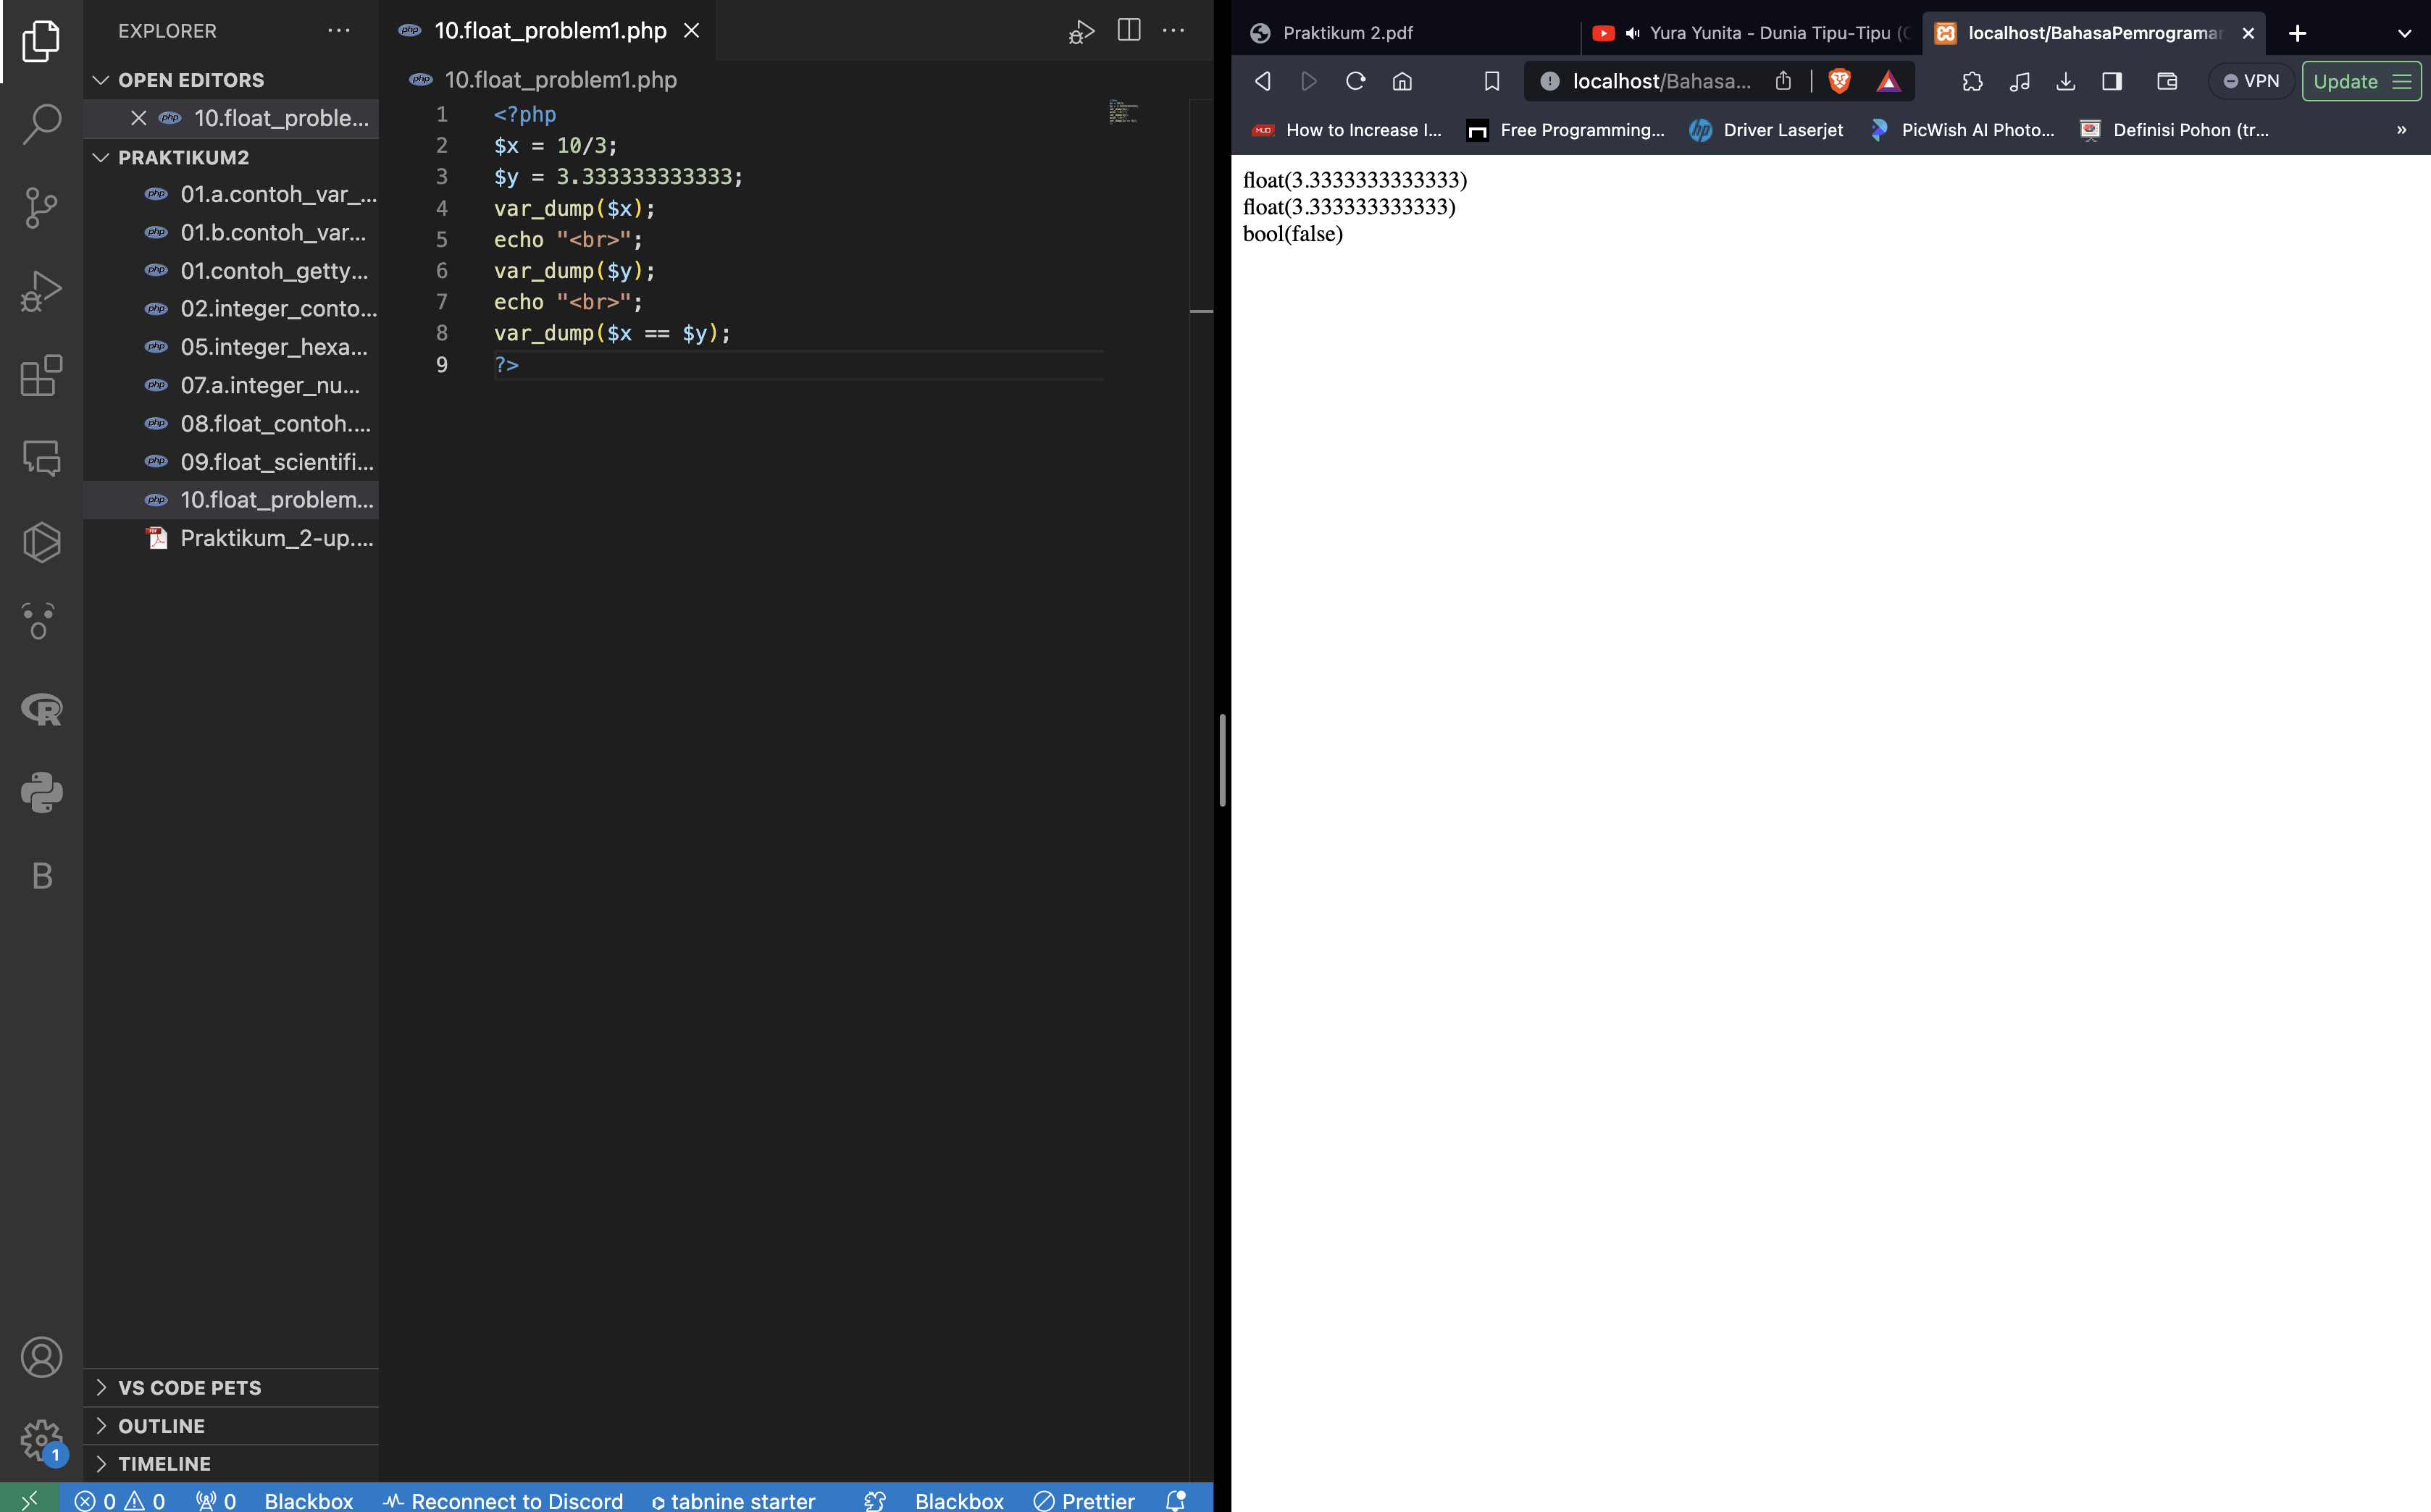 EXPLORER
OPEN EDITORS
10.float_proble...
PRAKTIKUM2
01.a.contoh_var_...
01.b.contoh_var...
01.contoh_getty...
02.integer_conto...
05.integer_hexa...
07.a.integer_nu...
08.float_contoh....
09.float_scientifi...
10.float_problem...
Praktikum_2-up....
VS CODE PETS
OUTLINE
TIMELINE
10.float_problem1.php
10.float_problem1.php
1 <?php
2 $x = 10/3;
3 $y = 3.333333333333;
4 var_dump($x);
5 echo "<br>";
6 var_dump($y);
7 echo "<br>";
8 var_dump($x == $y);
9 ?>
B
1
0 0 0 Blackbox Reconnect to Discord tabnine starter Blackbox Prettier
Praktikum 2.pdf
Yura Yunita - Dunia Tipu-Tipu (
localhost/BahasaPemrograman
localhost/Bahasa...
VPN
Update
How to Increase I...
Free Programming...
Driver Laserjet
PicWish AI Photo...
Definisi Pohon (tr...
float(3.3333333333333)
float(3.333333333333)
bool(false)